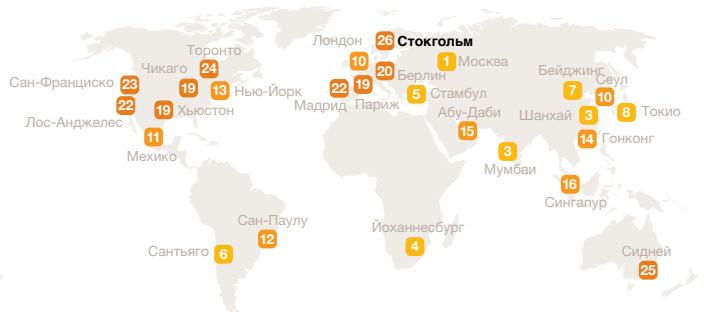 Лондон
26
Стокгольм
Торонто
24
Чикаго
10
1
Москва
20
Берлин
Бейджинг
Сеул
Сан-Франциско
23
19
13
Нью-Йорк
22
Мадрид
19
Париж
5
Стамбул
7
10
22
Лос-Анджелес
19
Хьюстон
Абу-Даби
15
Шанхай
3
8
Токио
11
Мехико
3
Мумбаи
14
Гонконг
16
Сингапур
Сан-Паулу
12
Йоханнесбург
4
Сантьяго
6
Сидней
25